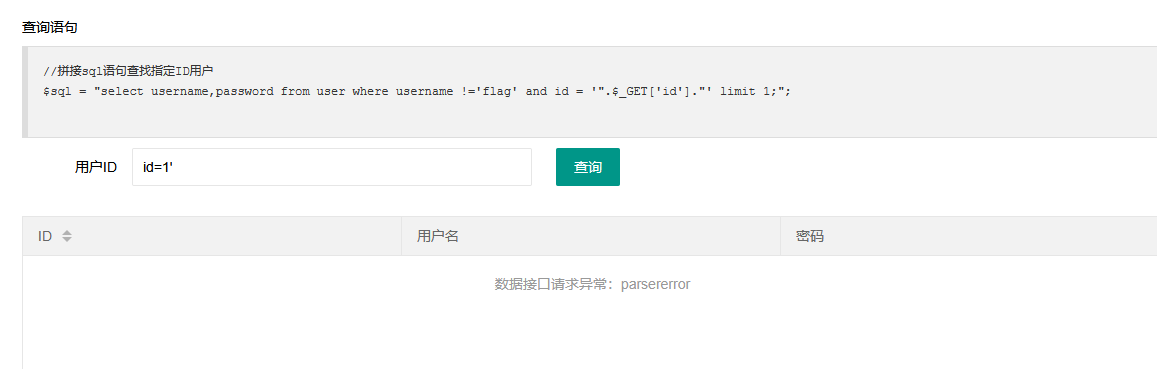 查询语句
//拼接sql语句查找指定ID用户
$sql = "select username,password from user where username !='flag' and id = '".$_GET['id']."' limit 1;";
用户ID id=1' 查询
ID 用户名 密码
数据接口请求异常：parsererror